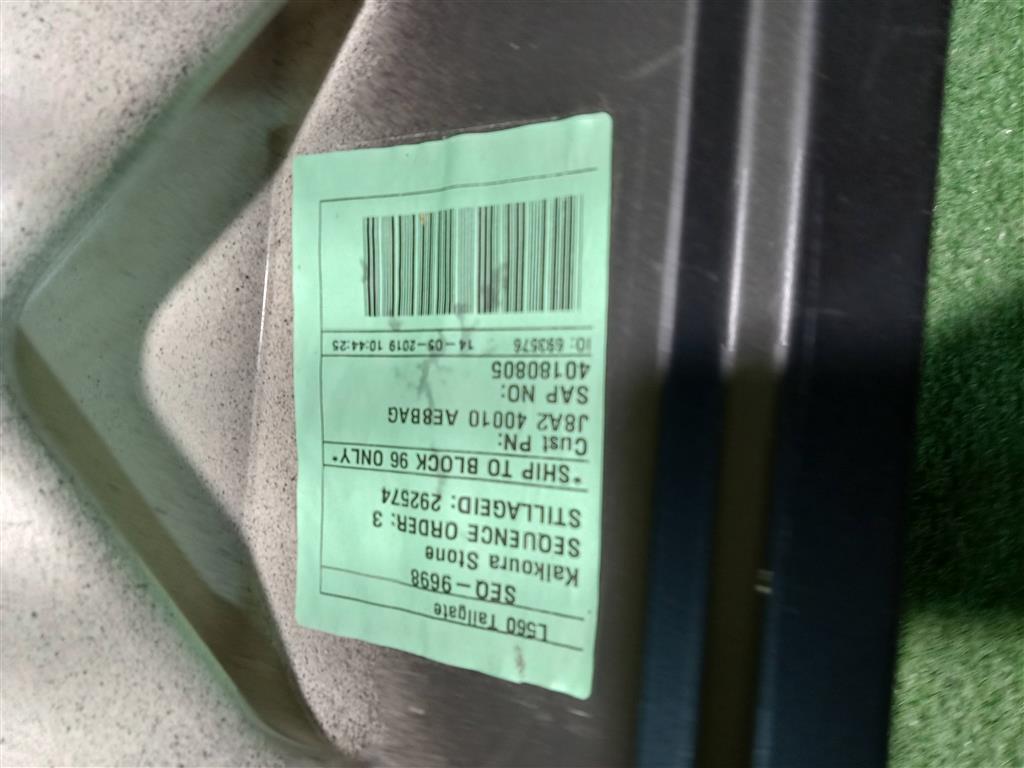 L560 Tailgate
SEQ-9698
Kaikoura Stone
SEQUENCE ORDER: 3
STILLAGEID: 292574
*SHIP TO BLOCK 96 ONLY*
Cust PN:
J8A2 40010 AE8BAG
SAP NO:
40180805
ID: 693576 14-05-2019 10:44:25